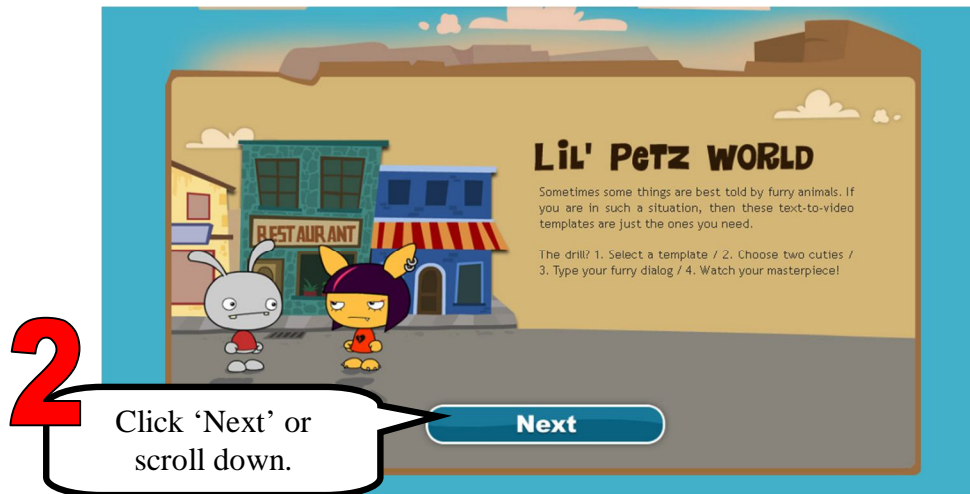 LIL' PETZ WORLD
Sometimes some things are best told by furry animals. If
you are in such a situation, then these text-to-video
templates are just the ones you need.
The drill? 1. Select a template / 2. Choose two cuties /
3. Type your furry dialog / 4. Watch your masterpiece!
RESTAURANT
2
Click ‘Next’ or
scroll down.
Next